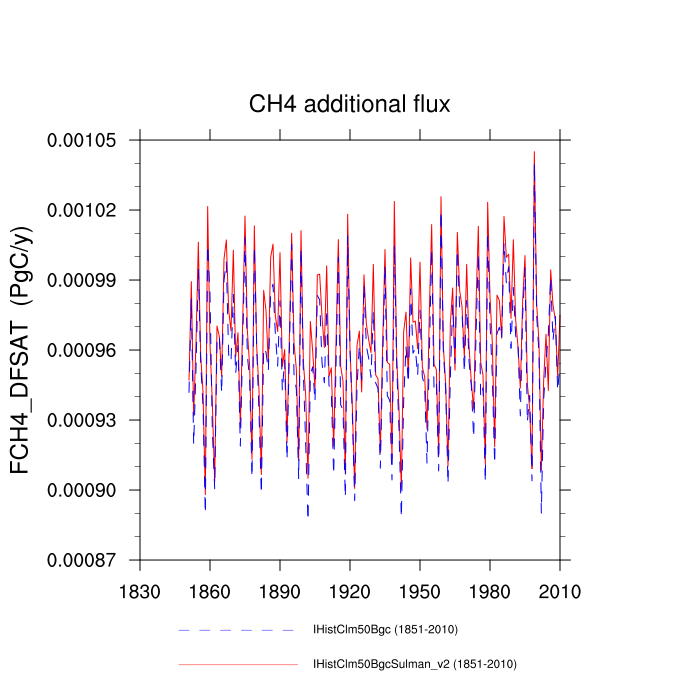 CH4 additional flux
FCH4_DFSAT (PgC/y)
0.00105
0.00102
0.00099
0.00096
0.00093
0.00090
0.00087
1830 1860 1890 1920 1950 1980 2010
IHistClm50Bgc (1851-2010)
IHistClm50BgcSulman_v2 (1851-2010)